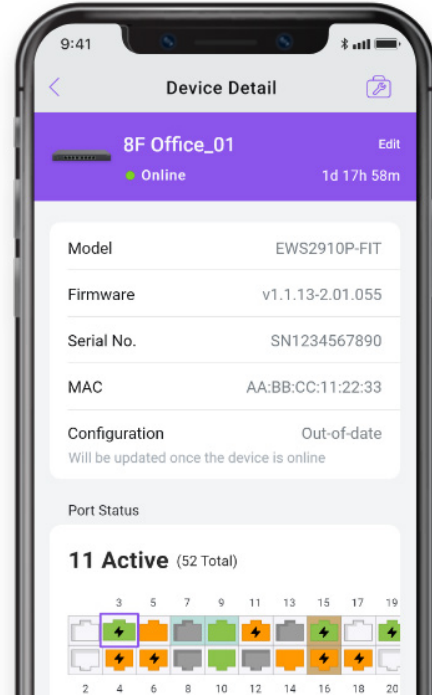 9:41
Device Detail
8F Office_01
Edit
Online
1d 17h 58m
Model
EWS2910P-FIT
Firmware
v1.1.13-2.01.055
Serial No.
SN1234567890
MAC
AA:BB:CC:11:22:33
Configuration
Out-of-date
Will be updated once the device is online
Port Status
11 Active (52 Total)
3 5 7 9 11 13 15 17 19
2 4 6 8 10 12 14 16 18 20